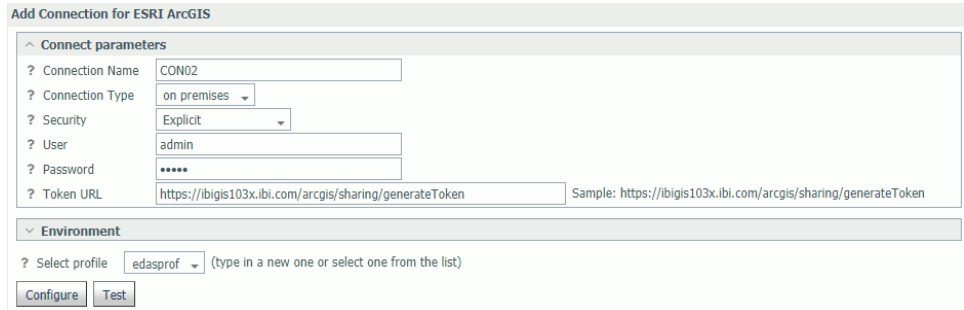 Add Connection for ESRI ArcGIS
Connect parameters
? Connection Name CON02
? Connection Type on premises
? Security Explicit
? User admin
? Password •••••
? Token URL https://ibigis103x.ibi.com/arcgis/sharing/generateToken Sample: https://ibigis103x.ibi.com/arcgis/sharing/generateToken
Environment
? Select profile edasprof (type in a new one or select one from the list)
Configure Test